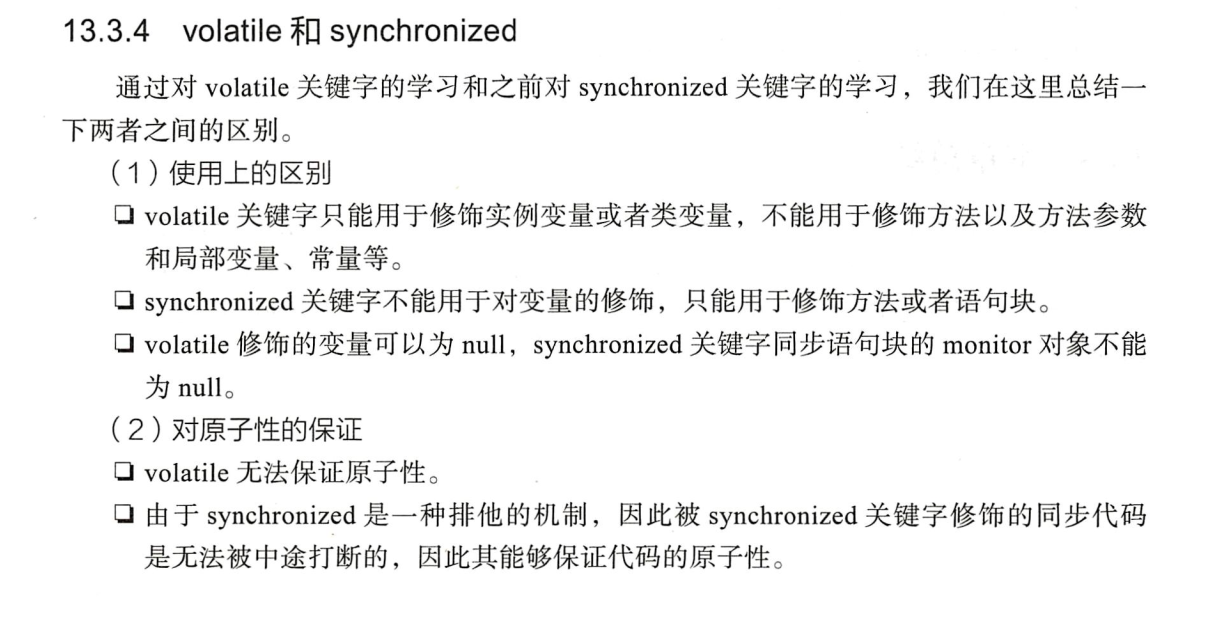 13.3.4 volatile 和 synchronized
通过对 volatile 关键字的学习和之前对 synchronized 关键字的学习，我们在这里总结一
下两者之间的区别。
（1）使用上的区别
❑ volatile 关键字只能用于修饰实例变量或者类变量，不能用于修饰方法以及方法参数
和局部变量、常量等。
❑ synchronized 关键字不能用于对变量的修饰，只能用于修饰方法或者语句块。
❑ volatile 修饰的变量可以为 null，synchronized 关键字同步语句块的 monitor 对象不能
为 null。
（2）对原子性的保证
❑ volatile 无法保证原子性。
❑ 由于 synchronized 是一种排他的机制，因此被 synchronized 关键字修饰的同步代码
是无法被中途打断的，因此其能够保证代码的原子性。